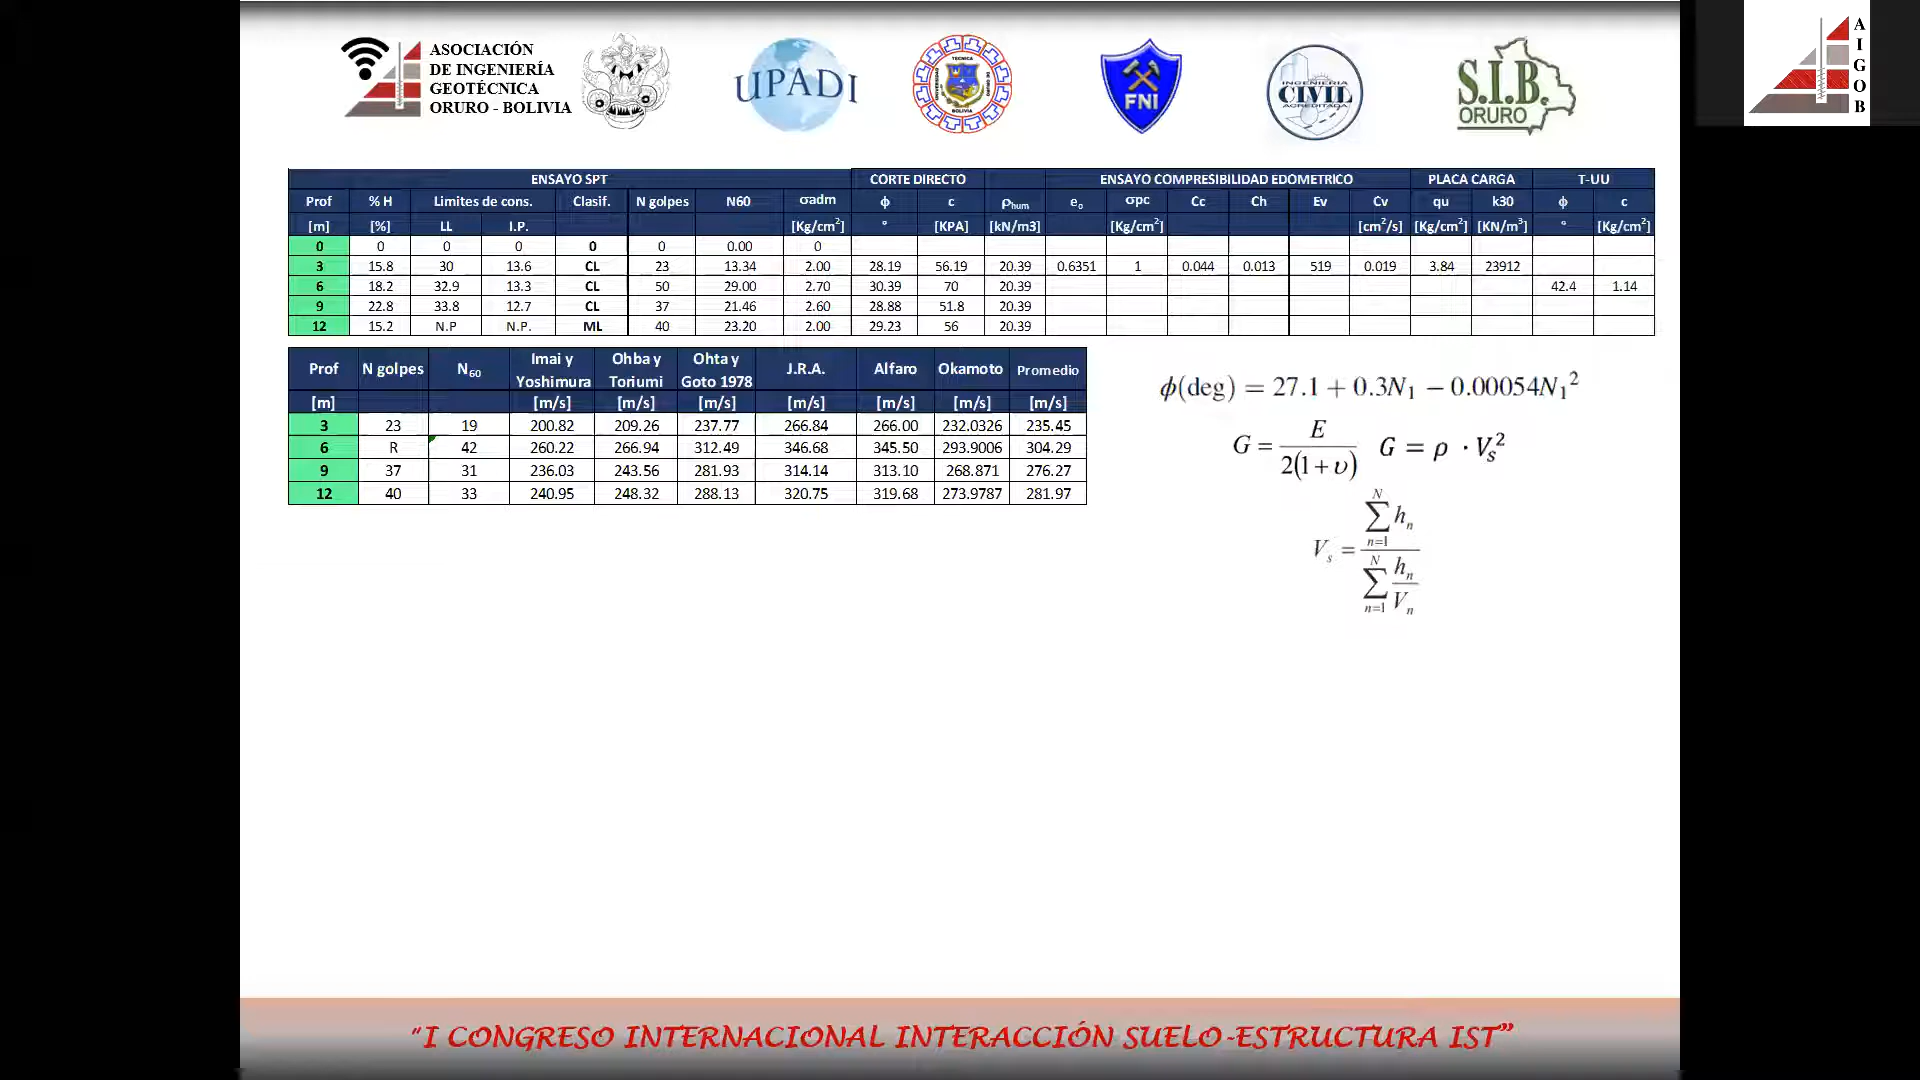 ASOCIACIÓN
DE INGENIERÍA
GEOTÉCNICA
ORURO - BOLIVIA
UPADI
FNI
INGENIERIA
CIVIL
ACREDITADA
S.I.B.
ORURO
A
I
G
O
B
ENSAYO SPT CORTE DIRECTO ENSAYO COMPRESIBILIDAD EDOMETRICO PLACA CARGA T-UU
Prof % H Limites de cons. Clasif. N golpes N60 σadm ϕ c ρhum e₀ σpc Cc Ch Ev Cv qu k30 ϕ c
[m] [%] LL I.P. [Kg/cm²] ° [KPA] [kN/m3] [Kg/cm²] [cm²/s] [Kg/cm²] [KN/m³] ° [Kg/cm²]
0 0 0 0 0 0 0.00 0
3 15.8 30 13.6 CL 23 13.34 2.00 28.19 56.19 20.39 0.6351 1 0.044 0.013 519 0.019 3.84 23912
6 18.2 32.9 13.3 CL 50 29.00 2.70 30.39 70 20.39 42.4 1.14
9 22.8 33.8 12.7 CL 37 21.46 2.60 28.88 51.8 20.39
12 15.2 N.P N.P. ML 40 23.20 2.00 29.23 56 20.39
Prof N golpes N₆₀ Imai y Yoshimura Ohba y Toriumi Ohta y Goto 1978 J.R.A. Alfaro Okamoto Promedio
[m] [m/s] [m/s] [m/s] [m/s] [m/s] [m/s] [m/s]
3 23 19 200.82 209.26 237.77 266.84 266.00 232.0326 235.45
6 R 42 260.22 266.94 312.49 346.68 345.50 293.9006 304.29
9 37 31 236.03 243.56 281.93 314.14 313.10 268.871 276.27
12 40 33 240.95 248.32 288.13 320.75 319.68 273.9787 281.97
ϕ(deg) = 27.1 + 0.3N₁ − 0.00054N₁²
G = E / 2(1+υ) G = ρ · Vs²
Vs = ∑ₙ₌₁ᴺ hₙ / ∑ₙ₌₁ᴺ hₙ/Vₙ
“I CONGRESO INTERNACIONAL INTERACCIÓN SUELO-ESTRUCTURA IST”